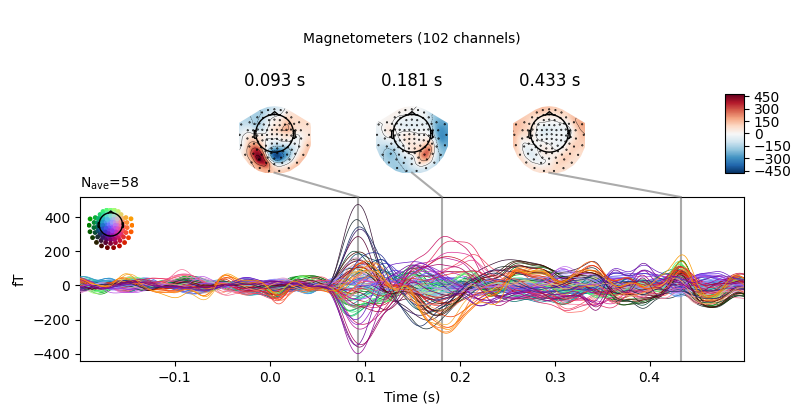 Magnetometers (102 channels)
0.093 s 0.181 s 0.433 s
450
300
150
0
−150
−300
−450
Nave=58
400
200
0
−200
−400
fT
−0.1 0.0 0.1 0.2 0.3 0.4
Time (s)